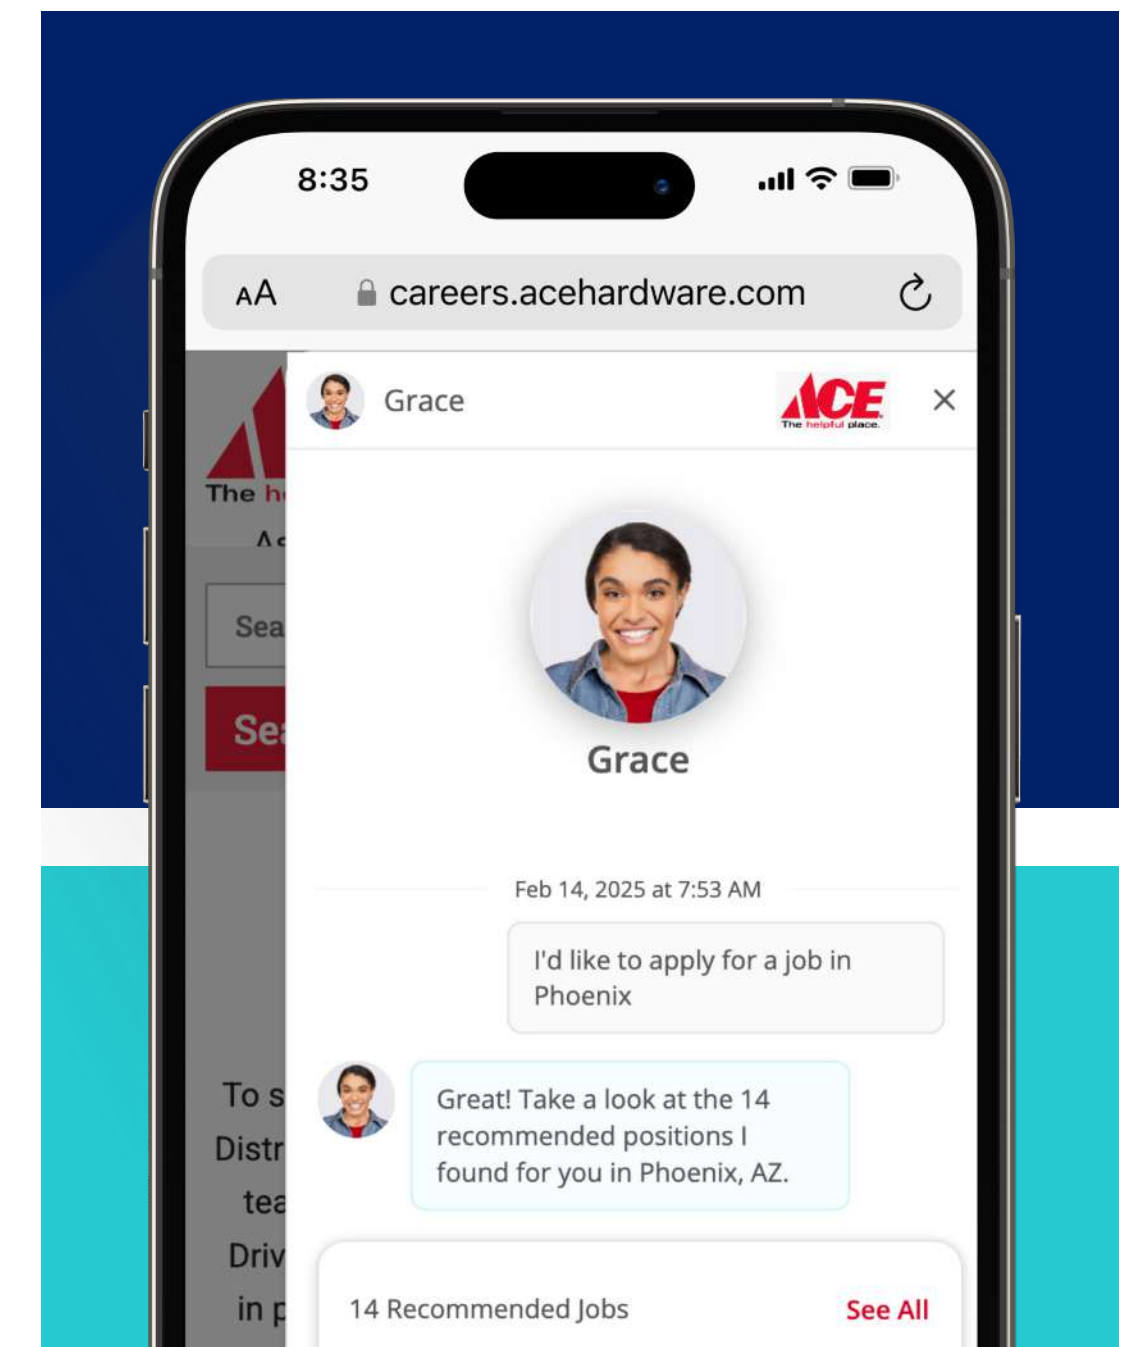 8:35
AA careers.acehardware.com
Grace
ACE
The helpful place.
The h
Sea
Sea
Grace
Feb 14, 2025 at 7:53 AM
I'd like to apply for a job in
Phoenix
Great! Take a look at the 14
recommended positions I
found for you in Phoenix, AZ.
To s
Distr
tea
Driv
in p
14 Recommended Jobs
See All